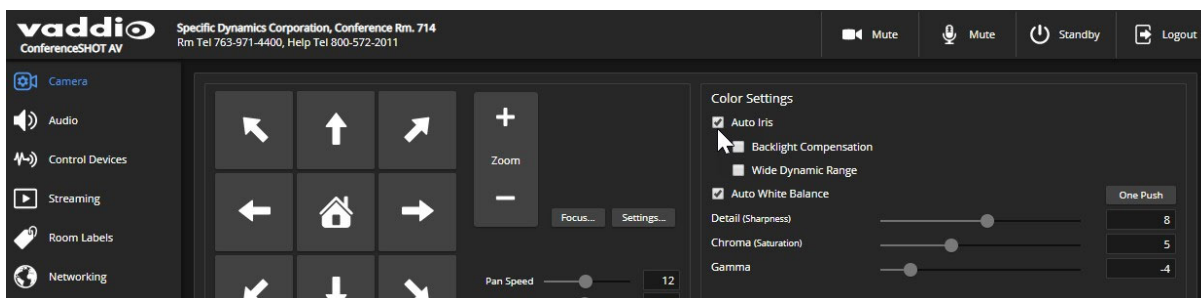 vaddio
ConferenceSHOT AV
Specific Dynamics Corporation, Conference Rm. 714
Rm Tel 763-971-4400, Help Tel 800-572-2011
Mute
Mute
Standby
Logout
Camera
Audio
Control Devices
Streaming
Room Labels
Networking
+
Zoom
−
Focus...
Settings...
Pan Speed
12
Color Settings
Auto Iris
Backlight Compensation
Wide Dynamic Range
Auto White Balance
One Push
Detail (Sharpness)
8
Chroma (Saturation)
5
Gamma
-4